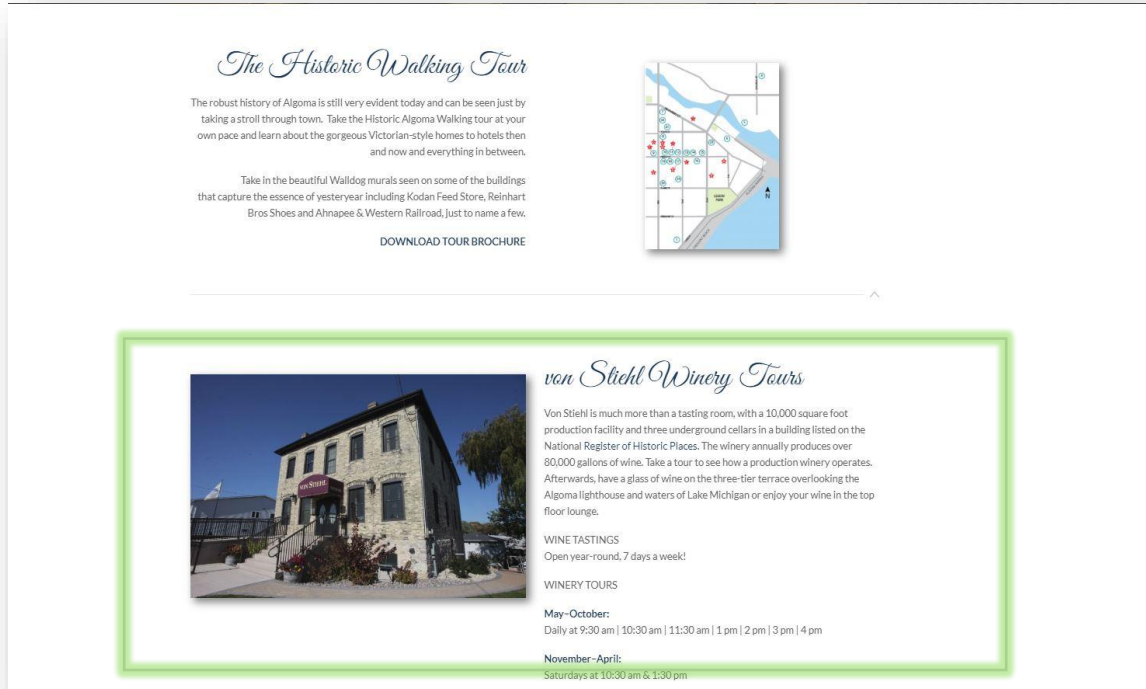 The Historic Walking Tour
The robust history of Algoma is still very evident today and can be seen just by
taking a stroll through town. Take the Historic Algoma Walking tour at your
own pace and learn about the gorgeous Victorian-style homes to hotels then
and now and everything in between.
Take in the beautiful Walldog murals seen on some of the buildings
that capture the essence of yesteryear including Kodan Feed Store, Reinhart
Bros Shoes and Ahnapee & Western Railroad, just to name a few.
DOWNLOAD TOUR BROCHURE
N
von Stiehl Winery Tours
VON STIEHL
Von Stiehl is much more than a tasting room, with a 10,000 square foot
production facility and three underground cellars in a building listed on the
National Register of Historic Places. The winery annually produces over
80,000 gallons of wine. Take a tour to see how a production winery operates.
Afterwards, have a glass of wine on the three-tier terrace overlooking the
Algoma lighthouse and waters of Lake Michigan or enjoy your wine in the top
floor lounge.
WINE TASTINGS
Open year-round, 7 days a week!
WINERY TOURS
May–October:
Daily at 9:30 am | 10:30 am | 11:30 am | 1 pm | 2 pm | 3 pm | 4 pm
November–April:
Saturdays at 10:30 am & 1:30 pm